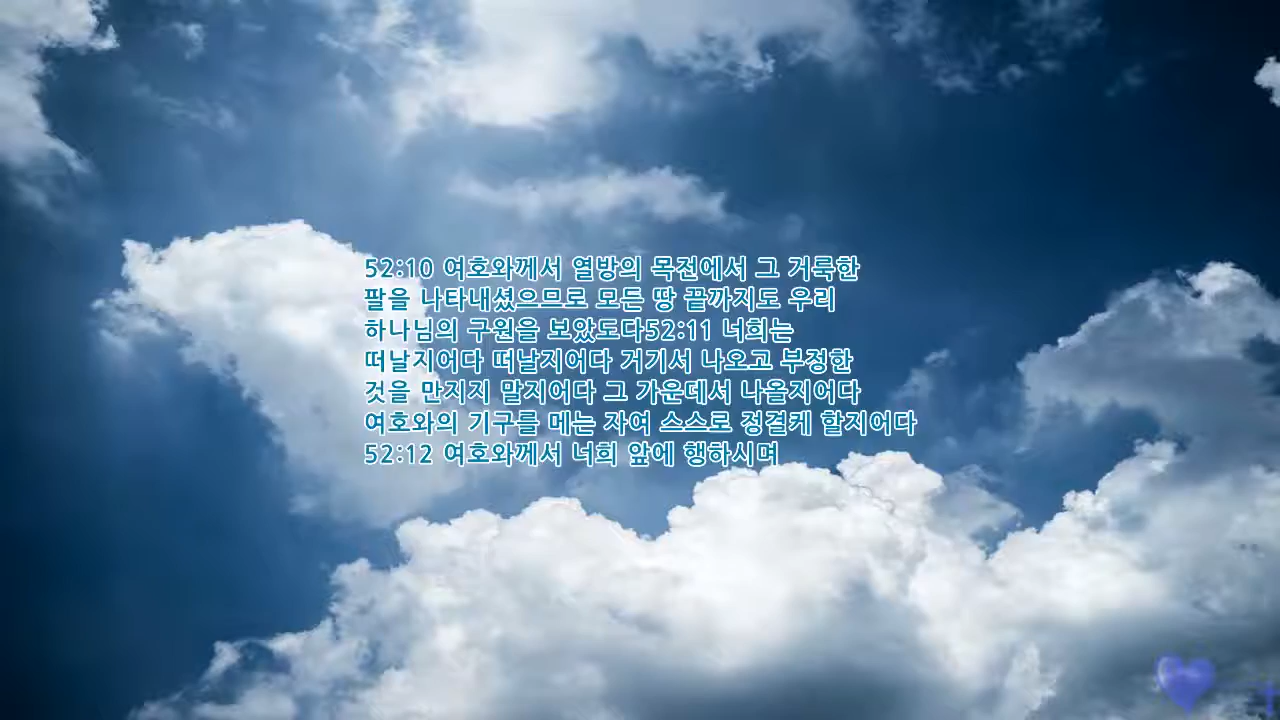 52:10 여호와께서 열방의 목전에서 그 거룩한
팔을 나타내셨으므로 모든 땅 끝까지도 우리
하나님의 구원을 보았도다52:11 너희는
떠날지어다 떠날지어다 거기서 나오고 부정한
것을 만지지 말지어다 그 가운데서 나올지어다
여호와의 기구를 메는 자여 스스로 정결케 할지어다
52:12 여호와께서 너희 앞에 행하시며